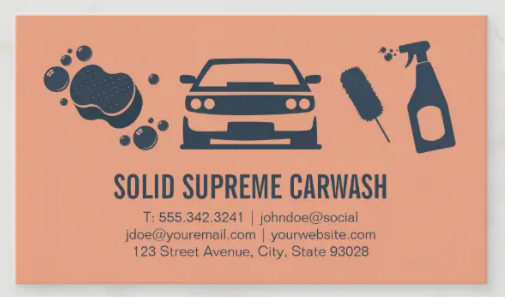 SOLID SUPREME CARWASH
T: 555.342.3241 | johndoe@social
jdoe@youremail.com | yourwebsite.com
123 Street Avenue, City, State 93028